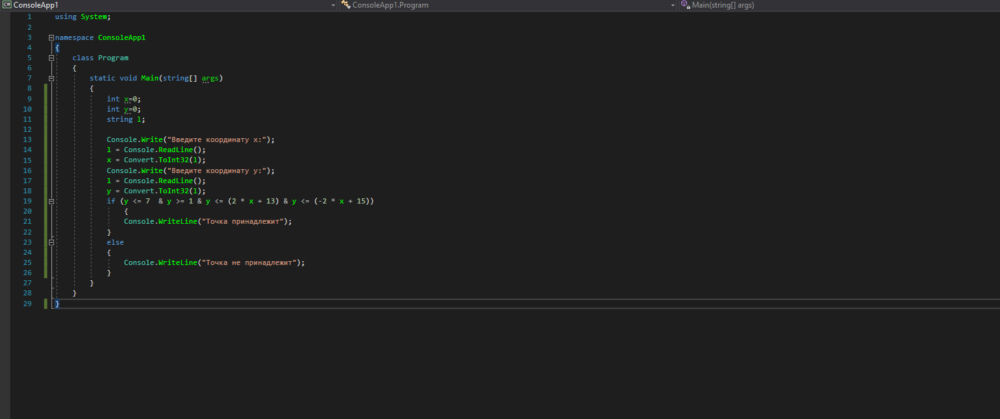 C# ConsoleApp1 ConsoleApp1.Program Main(string[] args)
1 using System;
2
3 namespace ConsoleApp1
4 {
5 class Program
6 {
7 static void Main(string[] args)
8 {
9 int x=0;
10 int y=0;
11 string l;
12
13 Console.Write("Введите координату x:");
14 l = Console.ReadLine();
15 x = Convert.ToInt32(l);
16 Console.Write("Введите координату y:");
17 l = Console.ReadLine();
18 y = Convert.ToInt32(l);
19 if (y <= 7  & y >= 1 & y <= (2 * x + 13) & y <= (-2 * x + 15))
20 {
21 Console.WriteLine("Точка принадлежит");
22 }
23 else
24 {
25 Console.WriteLine("Точка не принадлежит");
26 }
27 }
28 }
29 }